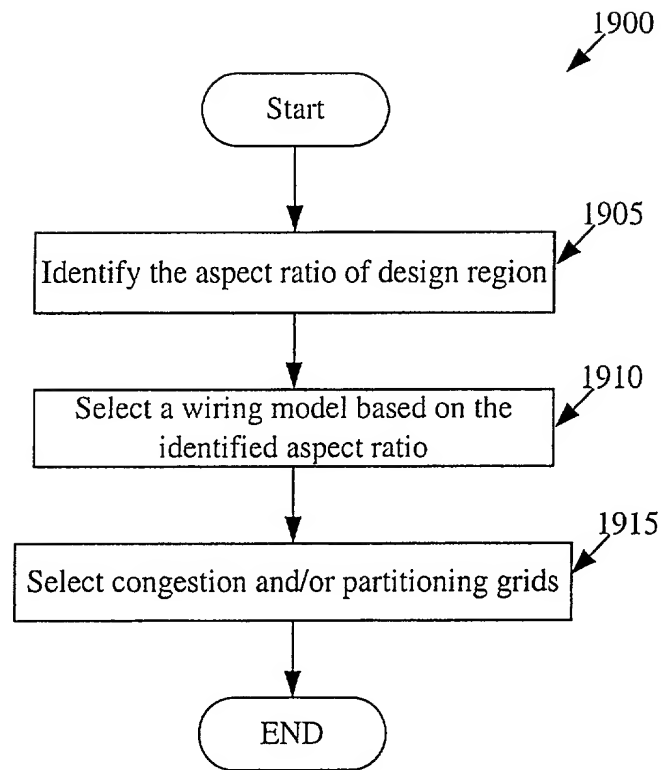 1900
Start
1905
Identify the aspect ratio of design region
1910
Select a wiring model based on the
identified aspect ratio
1915
Select congestion and/or partitioning grids
END